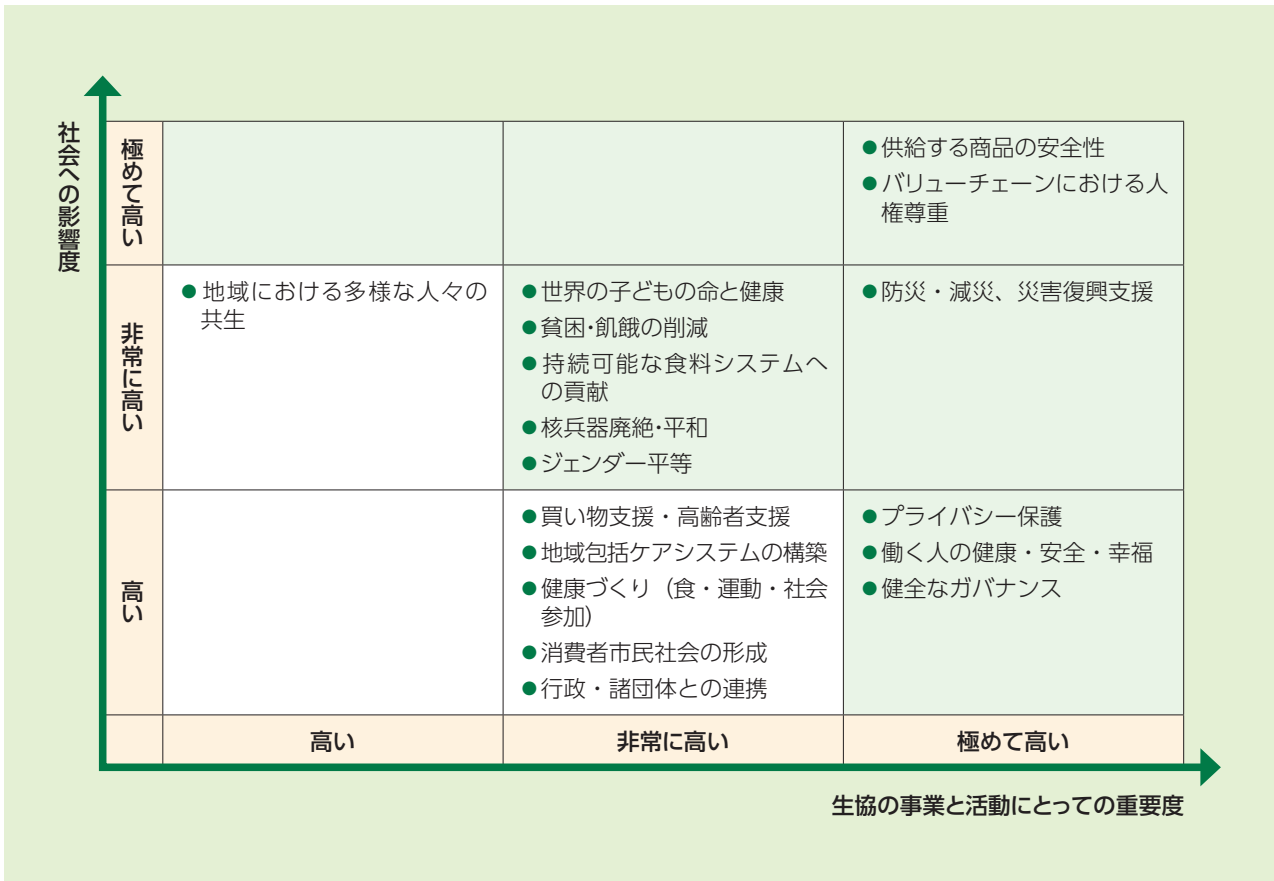 社会への影響度
極めて高い
●供給する商品の安全性
●バリューチェーンにおける人
権尊重
非常に高い
●地域における多様な人々の
共生
●世界の子どもの命と健康
●貧困・飢餓の削減
●持続可能な食料システムへ
の貢献
●核兵器廃絶・平和
●ジェンダー平等
●防災・減災、災害復興支援
高い
●買い物支援・高齢者支援
●地域包括ケアシステムの構築
●健康づくり（食・運動・社会
参加）
●消費者市民社会の形成
●行政・諸団体との連携
●プライバシー保護
●働く人の健康・安全・幸福
●健全なガバナンス
高い
非常に高い
極めて高い
生協の事業と活動にとっての重要度